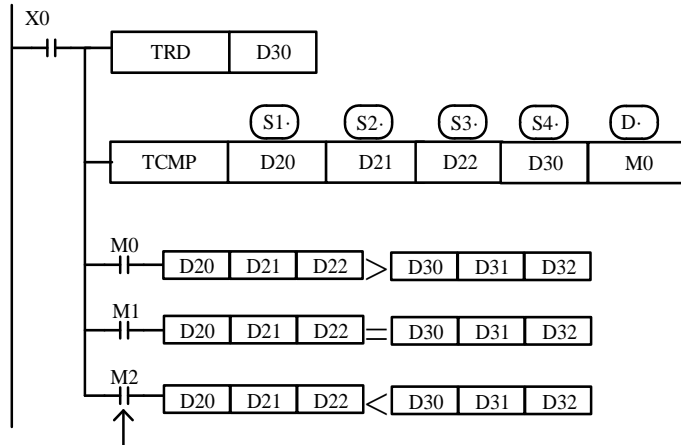 X0
TRD D30
S1· S2· S3· S4· D·
TCMP D20 D21 D22 D30 M0
M0
D20 D21 D22 > D30 D31 D32
M1
D20 D21 D22 = D30 D31 D32
M2
D20 D21 D22 < D30 D31 D32